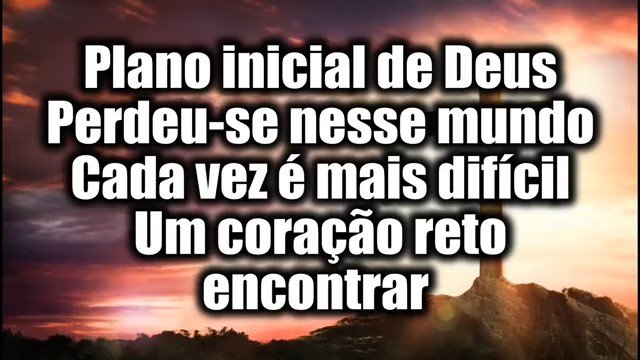 Plano inicial de Deus
Perdeu-se nesse mundo
Cada vez é mais difícil
Um coração reto
encontrar